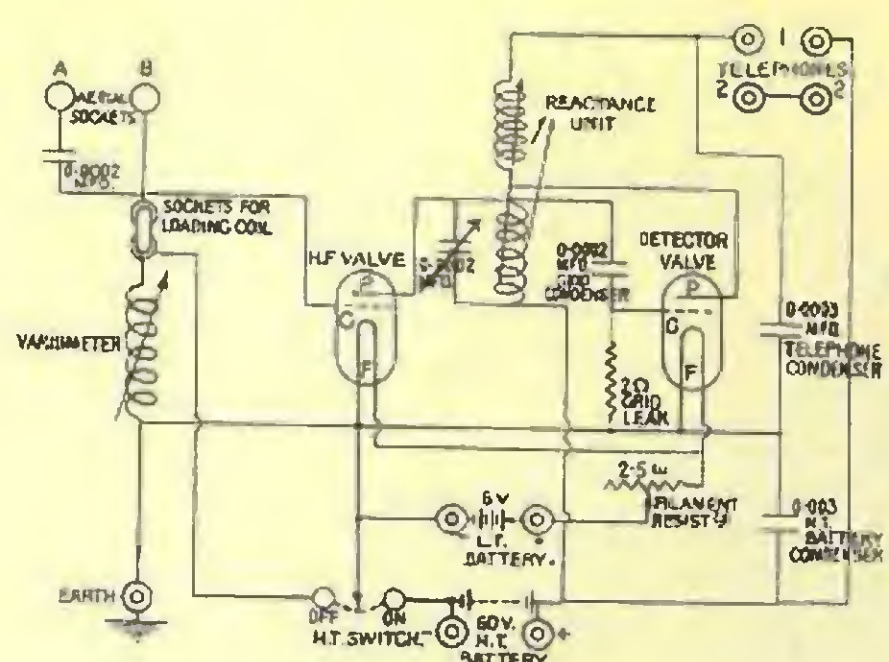 A B
AERIAL
SOCKETS
0·0002
MFD.
SOCKETS FOR
LOADING COIL
VARIOMETER
EARTH
H.F. VALVE
P
G
F
0·0002
MFD.
REACTANCE
UNIT
0·0002
MFD.
GRID
CONDENSER
DETECTOR
VALVE
P
G
F
2Ω
GRID
LEAK
1
TELEPHONES
2 2
0·0003
MFD.
TELEPHONE
CONDENSER
2·5 ω
FILAMENT
6 V
- +
L.T.
BATTERY.
0·003
H.T.
BATTERY
CONDENSER
OFF ON
H.T. SWITCH.
60 V.
H.T.
BATTERY
- +